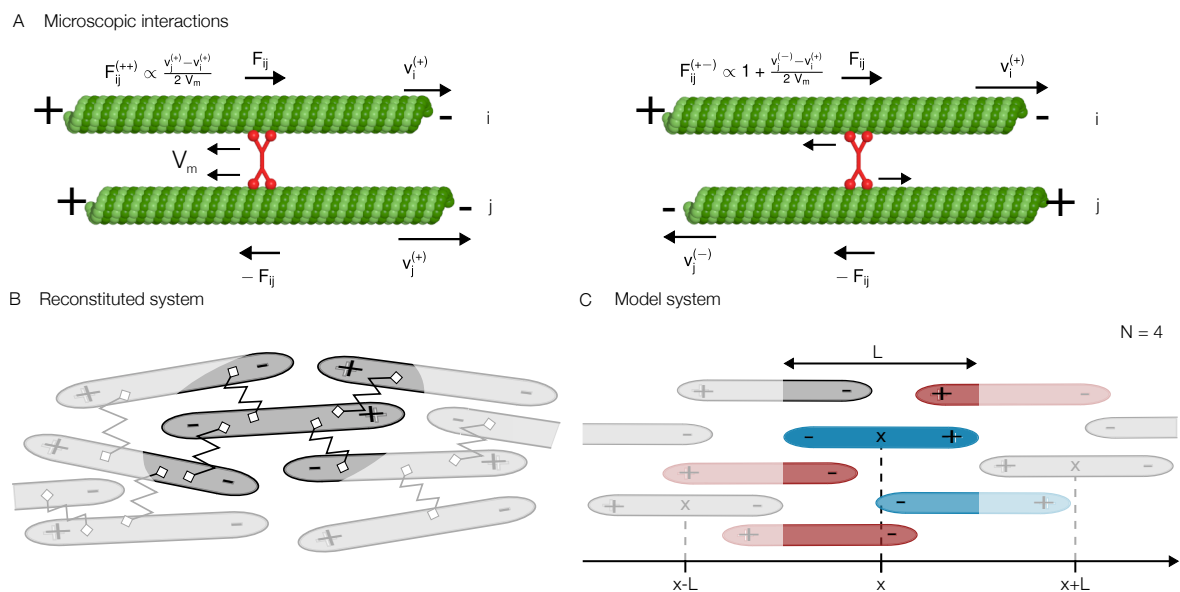 A Microscopic interactions
F_ij^(++) ∝ (v_j^(+) − v_i^(+)) / (2 V_m)
F_ij
v_i^(+)
+ - i
V_m
+ - j
− F_ij
v_j^(+)
F_ij^(+−) ∝ 1 + (v_j^(−) − v_i^(+)) / (2 V_m)
F_ij
v_i^(+)
+ - i
- + j
v_j^(−)
− F_ij
B Reconstituted system
+ -
+ -
- +
-
+ -
- +
-
+ -
+ -
C Model system
N = 4
L
+ -
+ -
-
- x +
+ -
+ x -
+ x -
- +
+ -
x-L x x+L